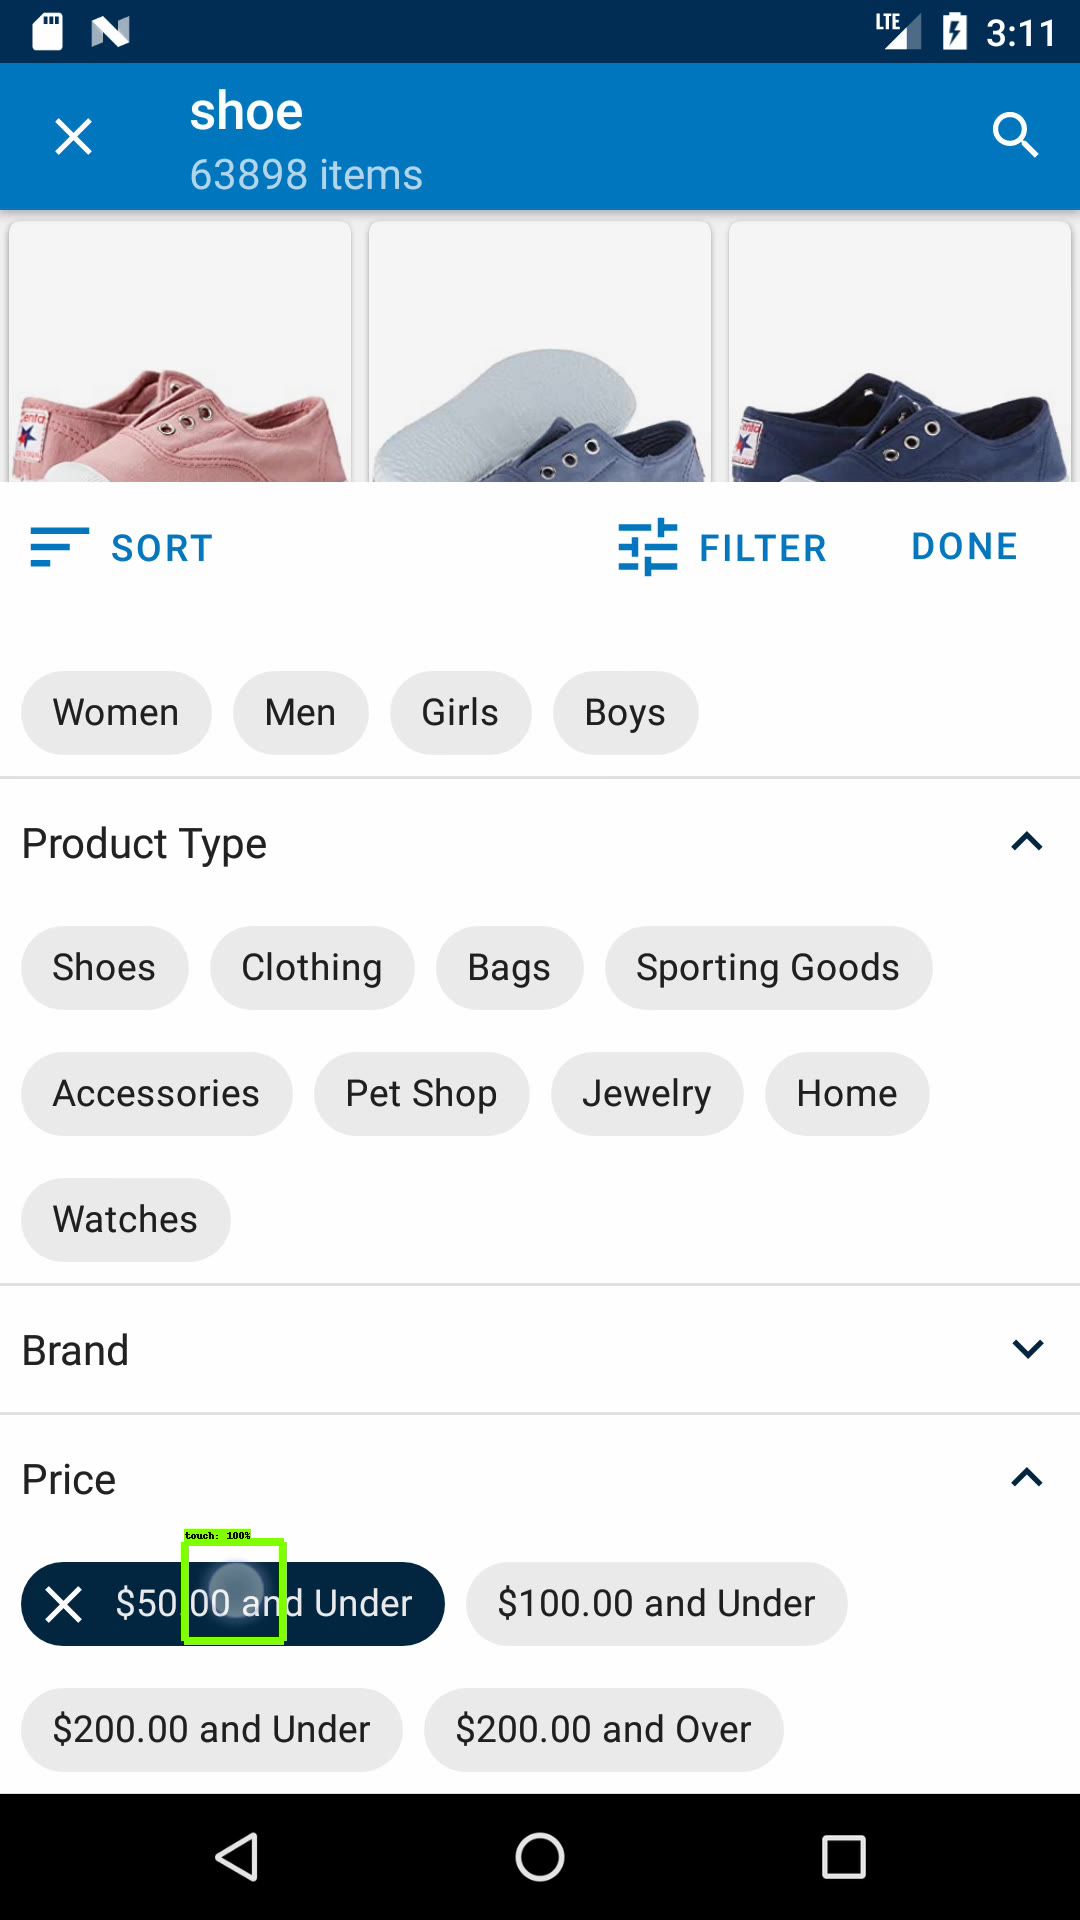 LTE 3:11
shoe
63898 items
enta
enta
SORT FILTER DONE
Women Men Girls Boys
Product Type
Shoes Clothing Bags Sporting Goods
Accessories Pet Shop Jewelry Home
Watches
Brand
Price
touch: 100%
$50.00 and Under $100.00 and Under
$200.00 and Under $200.00 and Over